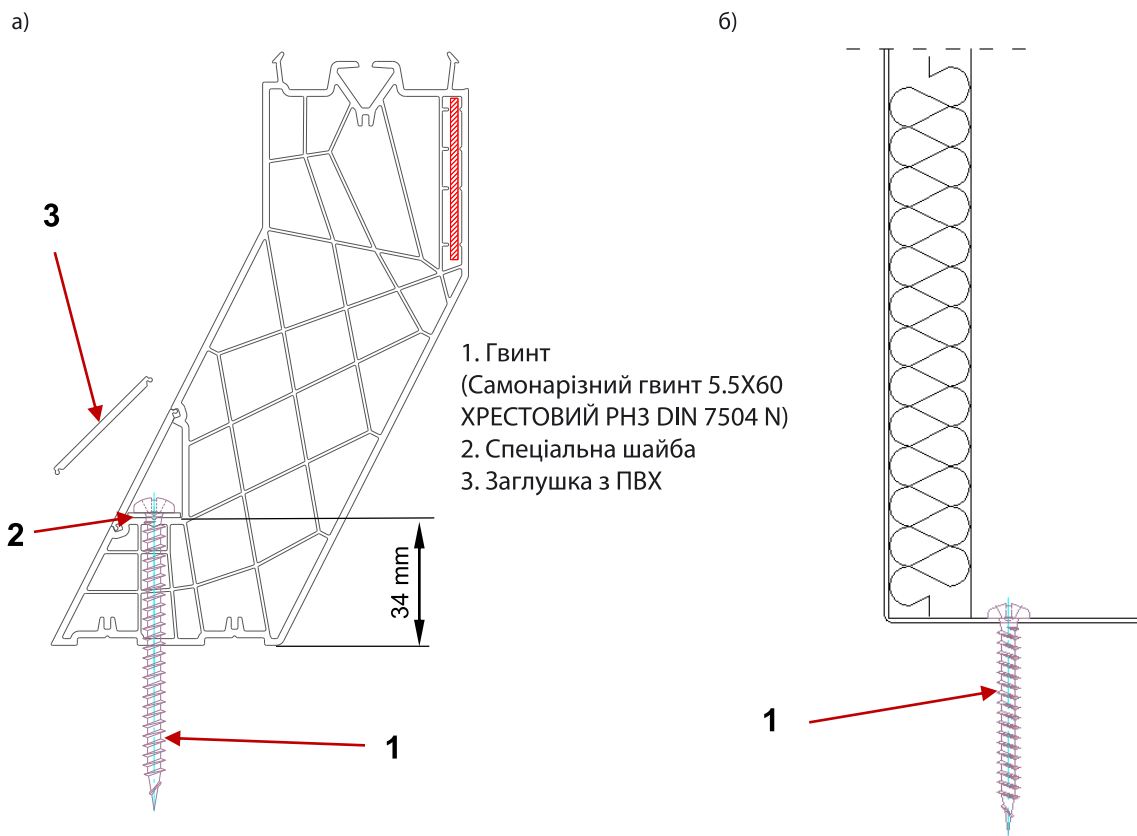 а)
б)
3
1. Гвинт
(Самонарізний гвинт 5.5X60
ХРЕСТОВИЙ PH3 DIN 7504 N)
2. Спеціальна шайба
3. Заглушка з ПВХ
2
34 mm
1
1